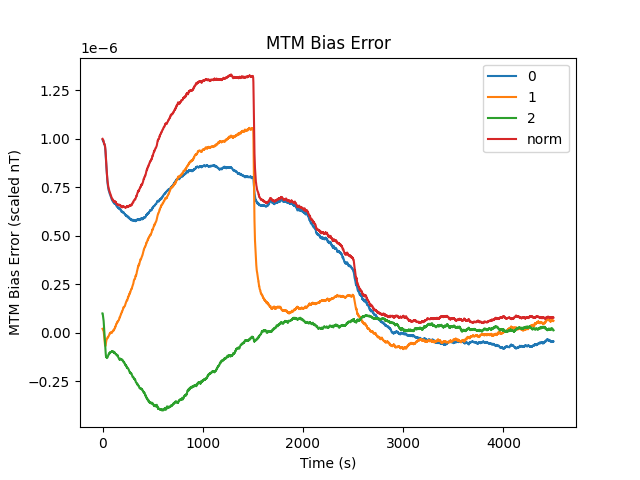 MTM Bias Error
1e−6
MTM Bias Error (scaled nT)
1.25
1.00
0.75
0.50
0.25
0.00
−0.25
0
1
2
norm
0 1000 2000 3000 4000
Time (s)